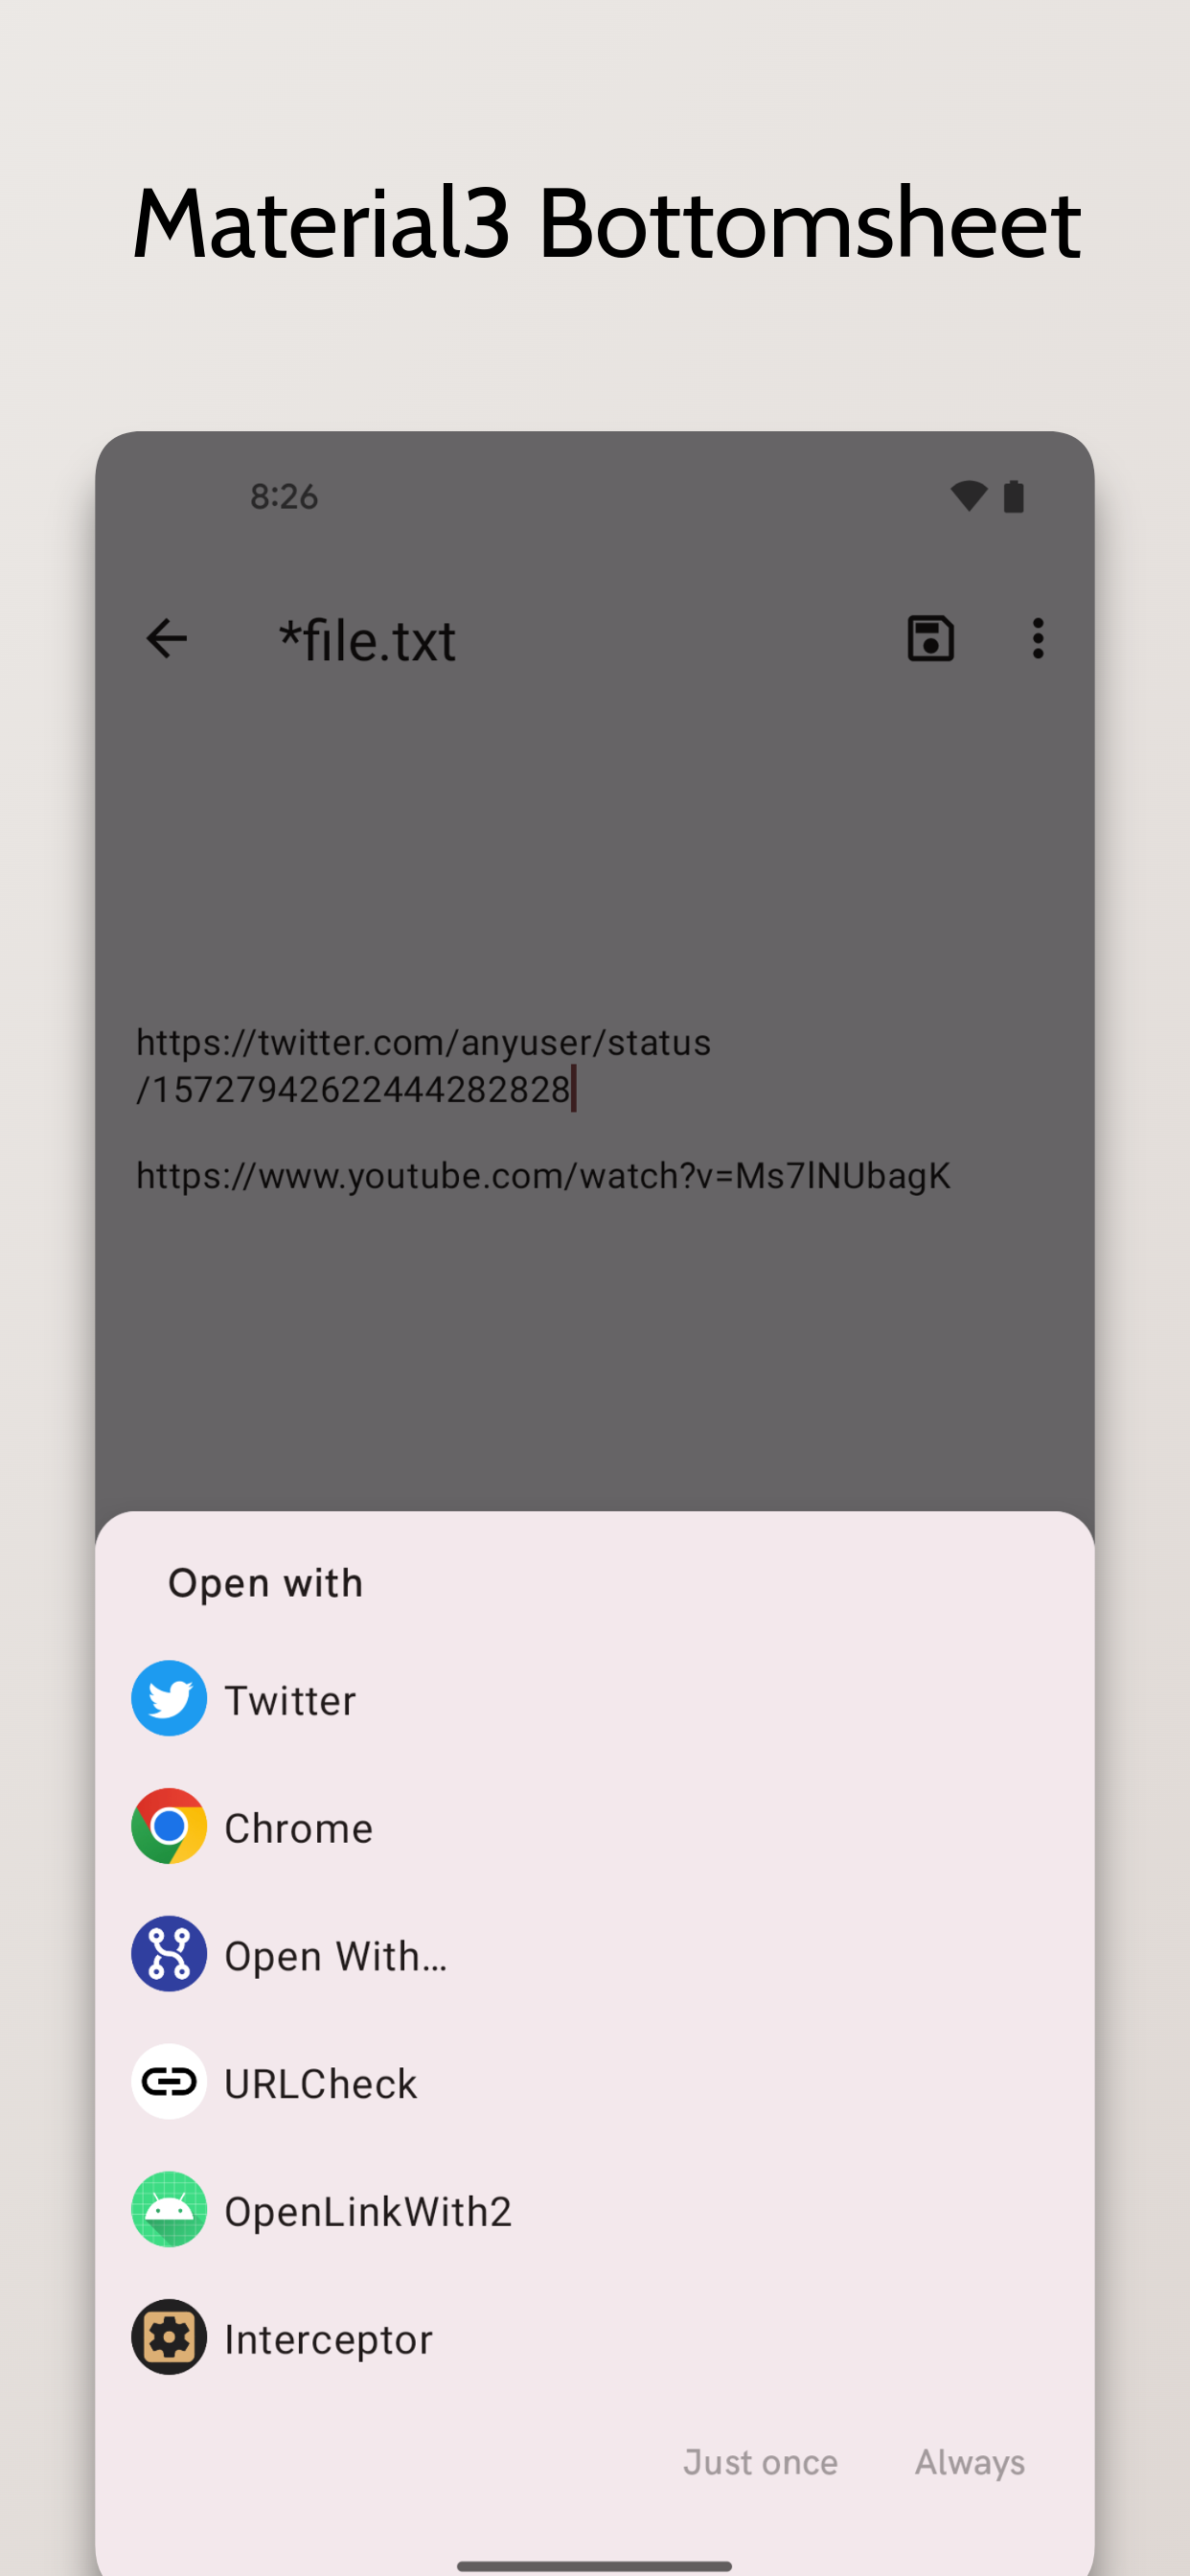 Material3 Bottomsheet
8:26
*file.txt
https://twitter.com/anyuser/status
/15727942622444282828
https://www.youtube.com/watch?v=Ms7lNUbagK
Open with
Twitter
Chrome
Open With…
URLCheck
OpenLinkWith2
Interceptor
Just once
Always